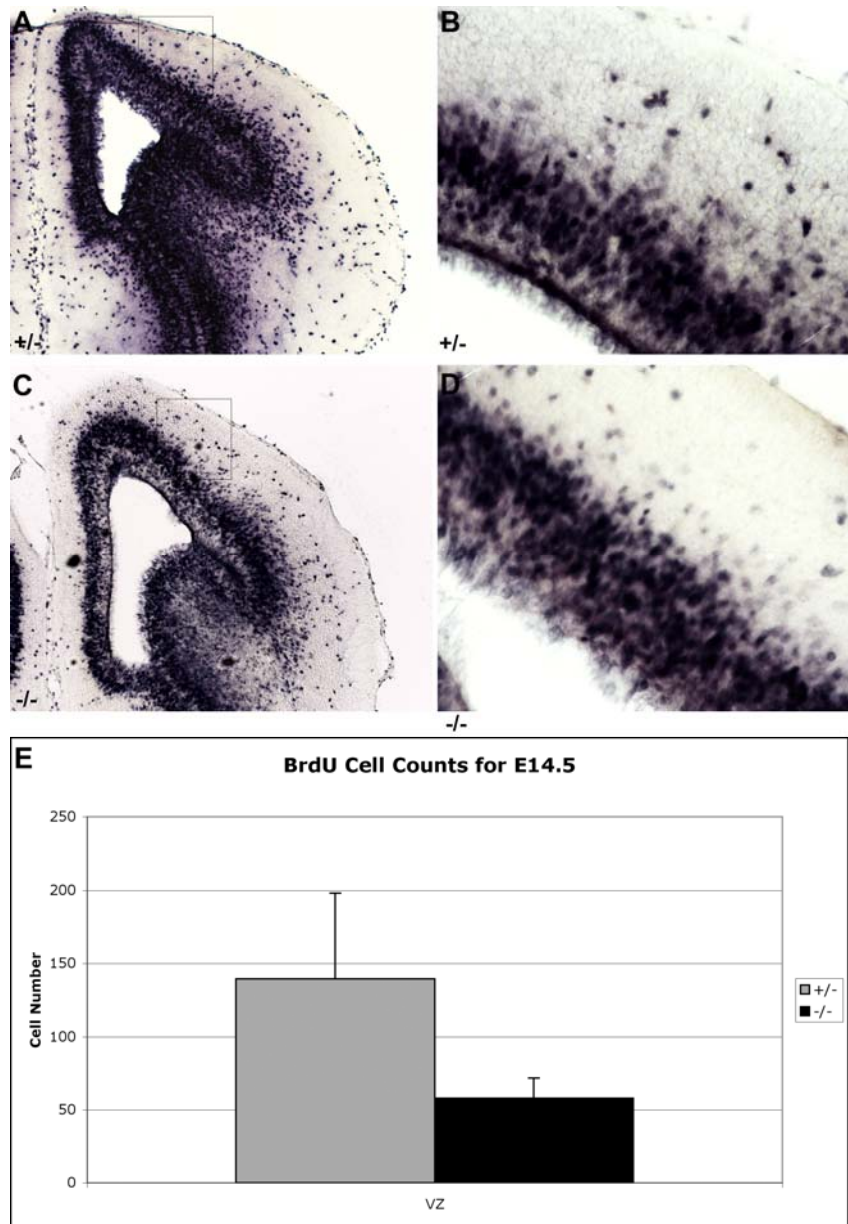 A
+/-
B
+/-
C
-/-
D
-/-
E
BrdU Cell Counts for E14.5
250
200
150
100
50
0
Cell Number
VZ
+/-
-/-